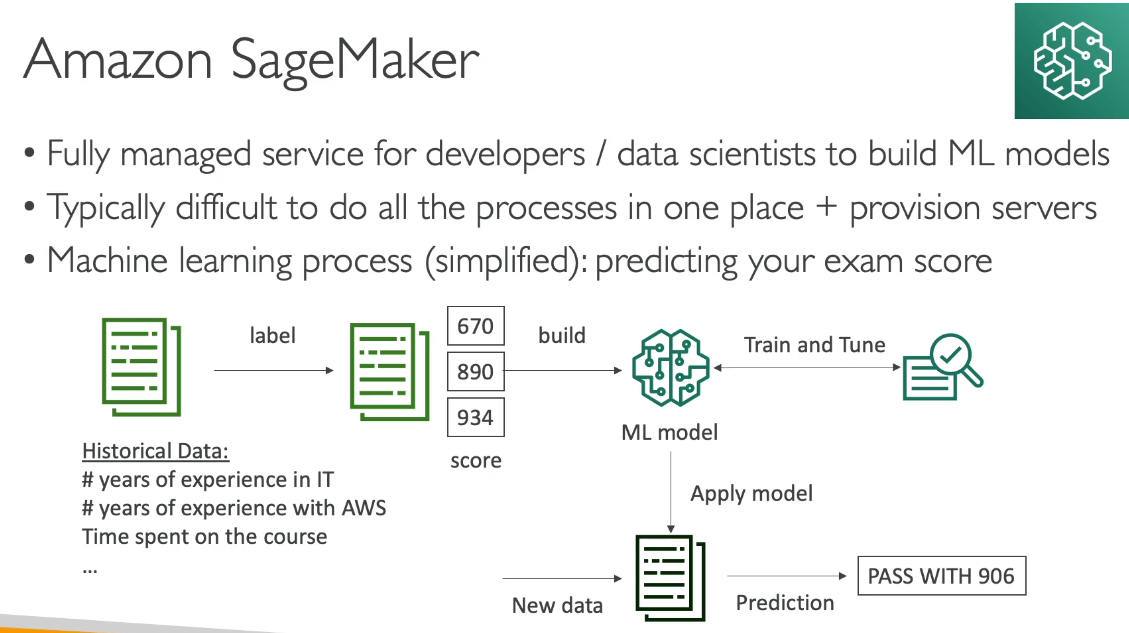 Amazon SageMaker
• Fully managed service for developers / data scientists to build ML models
• Typically difficult to do all the processes in one place + provision servers
• Machine learning process (simplified): predicting your exam score
label
670
890
934
score
build
ML model
Train and Tune
Historical Data:
# years of experience in IT
# years of experience with AWS
Time spent on the course
...
Apply model
New data
Prediction
PASS WITH 906